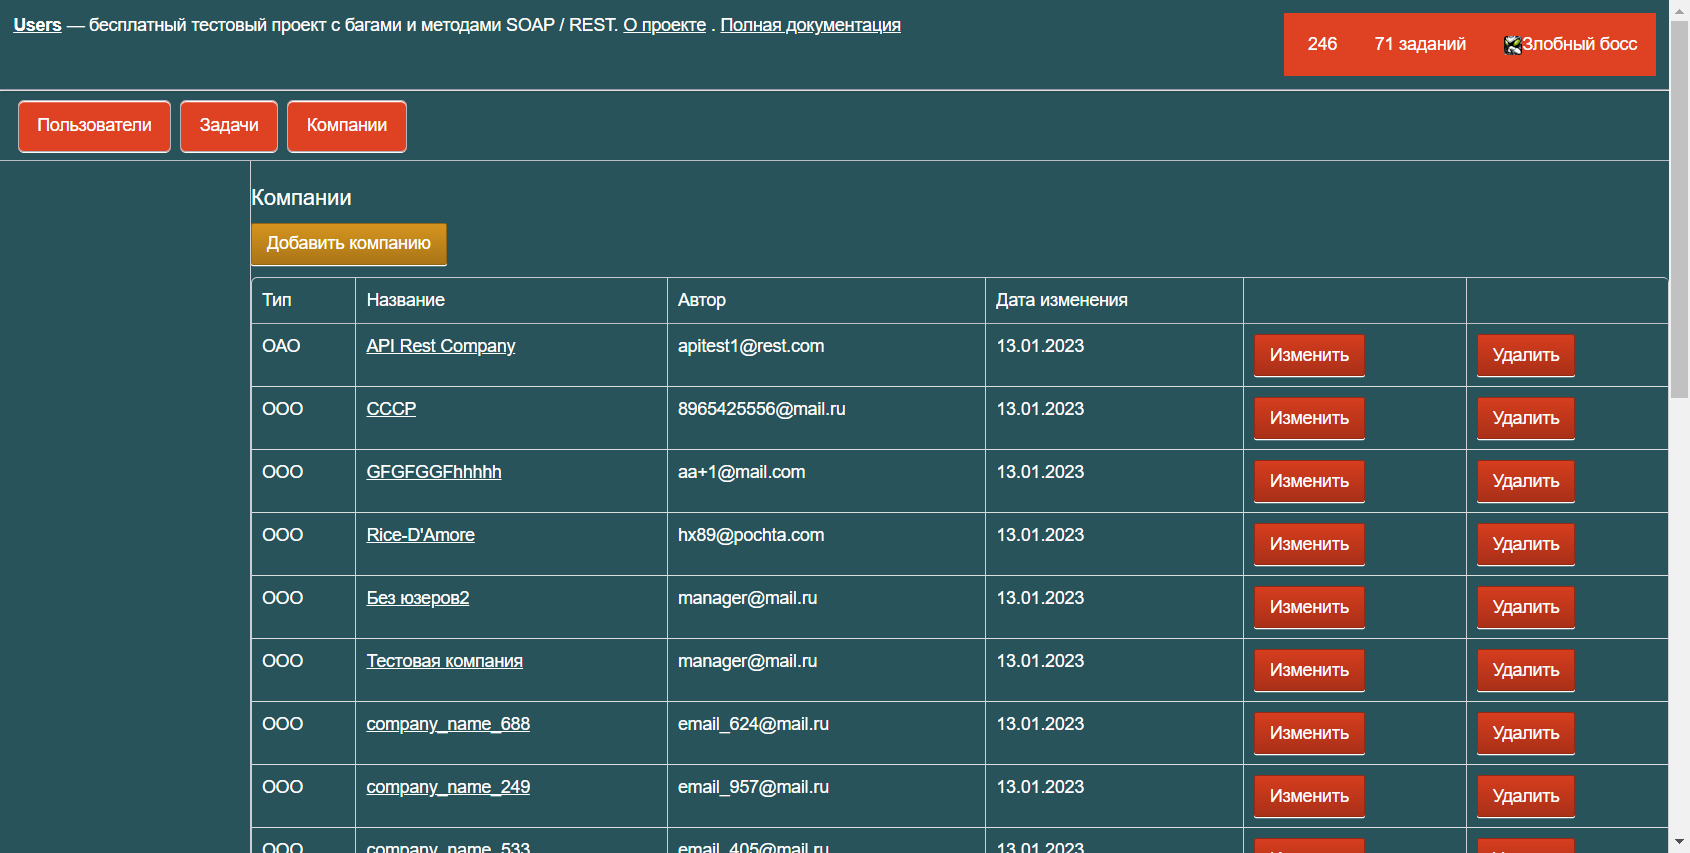 Users — бесплатный тестовый проект с багами и методами SOAP / REST. О проекте . Полная документация
246 71 заданий Злобный босс
Пользователи Задачи Компании
Компании
Добавить компанию
Тип Название Автор Дата изменения
ОАО API Rest Company apitest1@rest.com 13.01.2023 Изменить Удалить
ООО СССР 8965425556@mail.ru 13.01.2023 Изменить Удалить
ООО GFGFGGFhhhhh aa+1@mail.com 13.01.2023 Изменить Удалить
ООО Rice-D'Amore hx89@pochta.com 13.01.2023 Изменить Удалить
ООО Без юзеров2 manager@mail.ru 13.01.2023 Изменить Удалить
ООО Тестовая компания manager@mail.ru 13.01.2023 Изменить Удалить
ООО company_name_688 email_624@mail.ru 13.01.2023 Изменить Удалить
ООО company_name_249 email_957@mail.ru 13.01.2023 Изменить Удалить
ООО company_name_533 email_405@mail.ru 13.01.2023